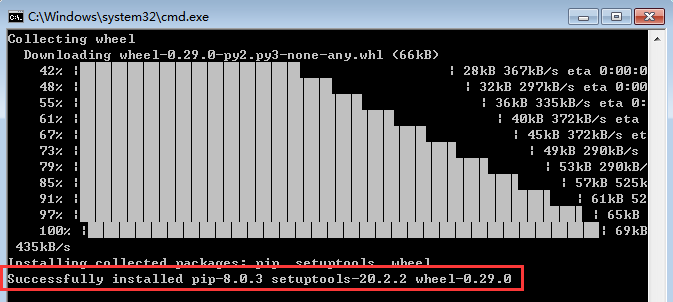 C:\Windows\system32\cmd.exe
Collecting wheel
Downloading wheel-0.29.0-py2.py3-none-any.whl (66kB)
42% | | 28kB 367kB/s eta 0:00:0
48% | | 32kB 297kB/s eta 0:00
55% | | 36kB 335kB/s eta 0:
61% | | 40kB 372kB/s eta
67% | | 45kB 372kB/s et
73% | | 49kB 290kB/s
79% | | 53kB 290kB/
85% | | 57kB 525k
91% | | 61kB 52
97% | | 65kB
100% | | 69k
435kB/s
Installing collected packages: pip, setuptools, wheel
Successfully installed pip-8.0.3 setuptools-20.2.2 wheel-0.29.0